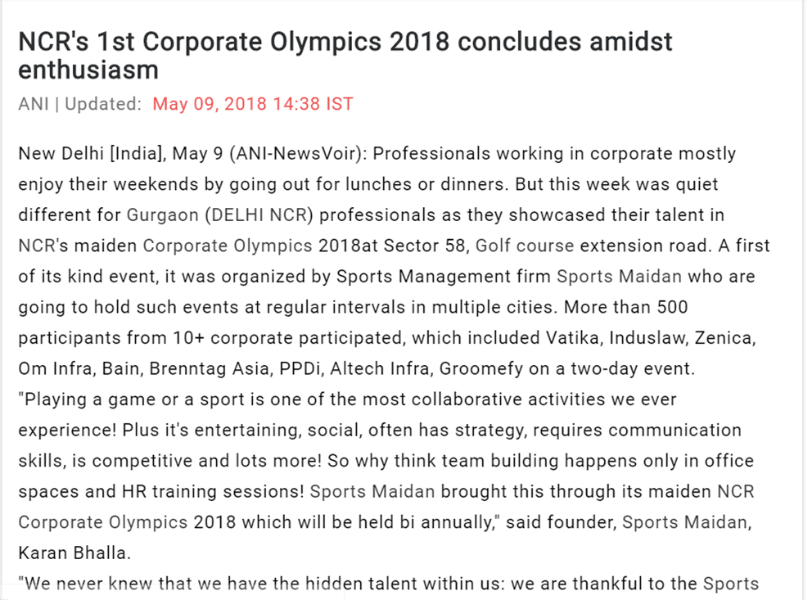 NCR's 1st Corporate Olympics 2018 concludes amidst
enthusiasm
ANI | Updated: May 09, 2018 14:38 IST
New Delhi [India], May 9 (ANI-NewsVoir): Professionals working in corporate mostly
enjoy their weekends by going out for lunches or dinners. But this week was quiet
different for Gurgaon (DELHI NCR) professionals as they showcased their talent in
NCR's maiden Corporate Olympics 2018at Sector 58, Golf course extension road. A first
of its kind event, it was organized by Sports Management firm Sports Maidan who are
going to hold such events at regular intervals in multiple cities. More than 500
participants from 10+ corporate participated, which included Vatika, Induslaw, Zenica,
Om Infra, Bain, Brenntag Asia, PPDi, Altech Infra, Groomefy on a two-day event.
"Playing a game or a sport is one of the most collaborative activities we ever
experience! Plus it's entertaining, social, often has strategy, requires communication
skills, is competitive and lots more! So why think team building happens only in office
spaces and HR training sessions! Sports Maidan brought this through its maiden NCR
Corporate Olympics 2018 which will be held bi annually," said founder, Sports Maidan,
Karan Bhalla.
"We never knew that we have the hidden talent within us: we are thankful to the Sports